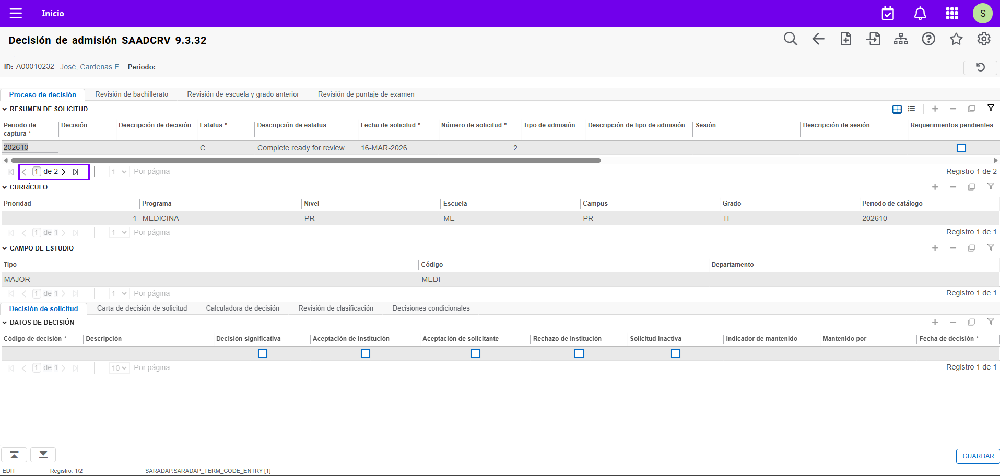 Inicio
S
Decisión de admisión SAADCRV 9.3.32
ID: A00010232 José, Cardenas F. Periodo:
Proceso de decisión Revisión de bachillerato Revisión de escuela y grado anterior Revisión de puntaje de examen
RESUMEN DE SOLICITUD
Periodo de captura * Decisión Descripción de decisión Estatus * Descripción de estatus Fecha de solicitud * Número de solicitud * Tipo de admisión Descripción de tipo de admisión Sesión Descripción de sesión Requerimientos pendientes
202610 C Complete ready for review 16-MAR-2026 2
1 de 2 1 Por página Registro 1 de 2
CURRÍCULO
Prioridad Programa Nivel Escuela Campus Grado Periodo de catálogo
1 MEDICINA PR ME PR TI 202610
1 de 1 1 Por página Registro 1 de 1
CAMPO DE ESTUDIO
Tipo Código Departamento
MAJOR MEDI
1 de 1 1 Por página Registro 1 de 1
Decisión de solicitud Carta de decisión de solicitud Calculadora de decisión Revisión de clasificación Decisiones condicionales
DATOS DE DECISIÓN
Código de decisión * Descripción Decisión significativa Aceptación de institución Aceptación de solicitante Rechazo de institución Solicitud inactiva Indicador de mantenido Mantenido por Fecha de decisión *
1 de 1 10 Por página Registro 1 de 1
GUARDAR
EDIT Registro: 1/2 SARADAP.SARADAP_TERM_CODE_ENTRY [1]